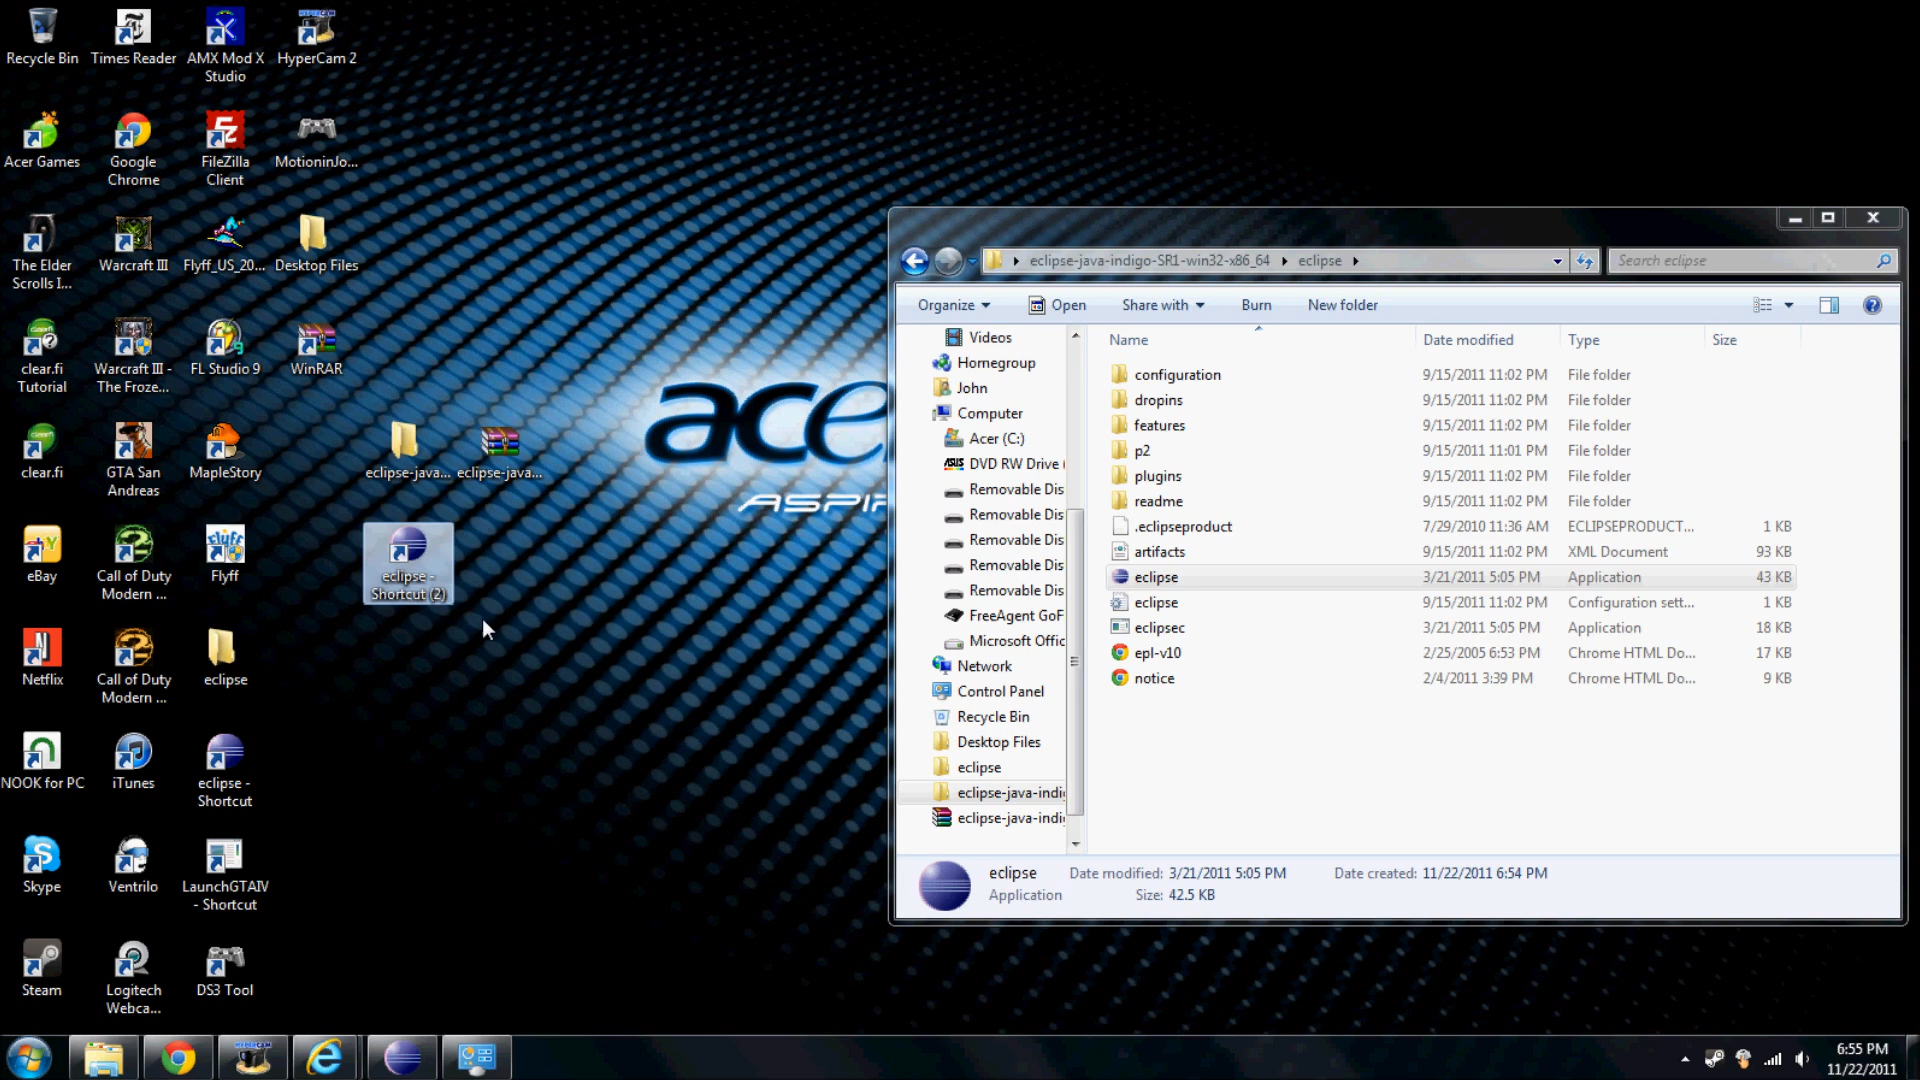 Recycle Bin
Times Reader
AMX Mod X
Studio
HyperCam 2
Acer Games
Google
Chrome
FileZilla
Client
MotioninJo...
The Elder
Scrolls I...
Warcraft III
Flyff_US_20...
Desktop Files
clear.fi
Tutorial
Warcraft III -
The Froze...
FL Studio 9
WinRAR
clear.fi
GTA San
Andreas
MapleStory
eclipse-java...
eclipse-java...
eBay
Call of Duty
Modern ...
Flyff
eclipse -
Shortcut (2)
Netflix
Call of Duty
Modern ...
eclipse
NOOK for PC
iTunes
eclipse -
Shortcut
Skype
Ventrilo
LaunchGTAIV
- Shortcut
Steam
Logitech
Webca...
DS3 Tool
ace
ASPI
eclipse-java-indigo-SR1-win32-x86_64
eclipse
Search eclipse
Organize
Open
Share with
Burn
New folder
Videos
Homegroup
John
Computer
Acer (C:)
DVD RW Drive (
Removable Dis
Removable Dis
Removable Dis
Removable Dis
Removable Dis
FreeAgent GoF
Microsoft Offic
Network
Control Panel
Recycle Bin
Desktop Files
eclipse
eclipse-java-indi
eclipse-java-indi
Name Date modified Type Size
configuration 9/15/2011 11:02 PM File folder
dropins 9/15/2011 11:02 PM File folder
features 9/15/2011 11:02 PM File folder
p2 9/15/2011 11:01 PM File folder
plugins 9/15/2011 11:02 PM File folder
readme 9/15/2011 11:02 PM File folder
.eclipseproduct 7/29/2010 11:36 AM ECLIPSEPRODUCT... 1 KB
artifacts 9/15/2011 11:02 PM XML Document 93 KB
eclipse 3/21/2011 5:05 PM Application 43 KB
eclipse 9/15/2011 11:02 PM Configuration sett... 1 KB
eclipsec 3/21/2011 5:05 PM Application 18 KB
epl-v10 2/25/2005 6:53 PM Chrome HTML Do... 17 KB
notice 2/4/2011 3:39 PM Chrome HTML Do... 9 KB
eclipse Date modified: 3/21/2011 5:05 PM Date created: 11/22/2011 6:54 PM
Application Size: 42.5 KB
6:55 PM
11/22/2011